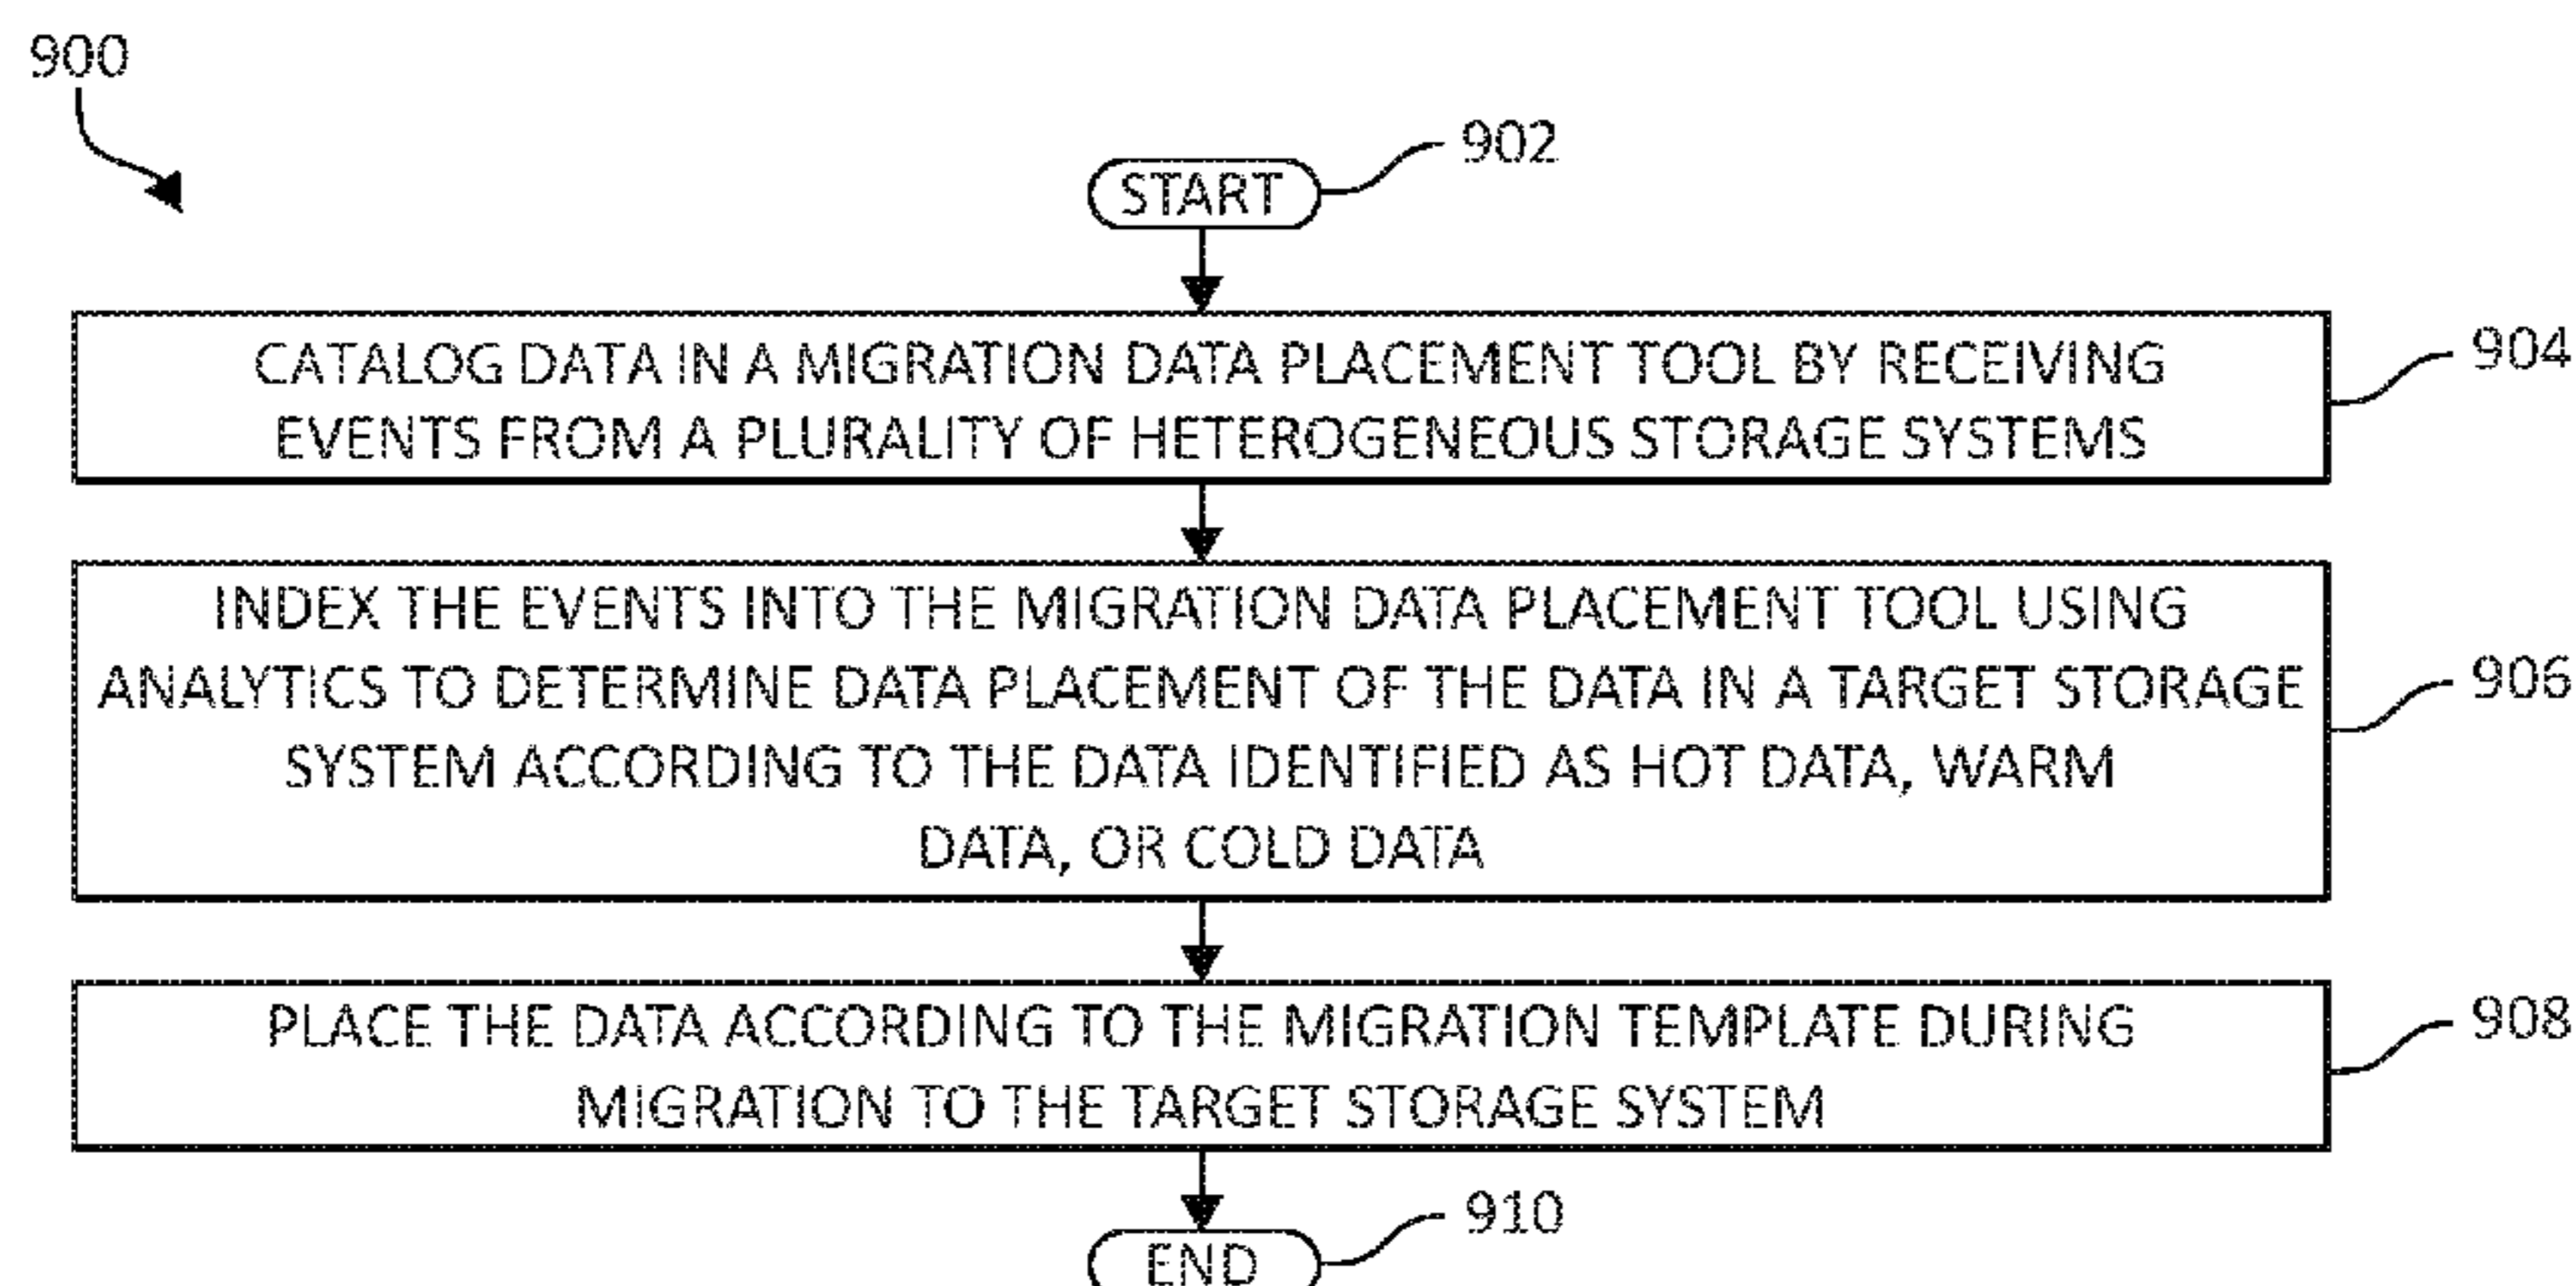 900
START
902
CATALOG DATA IN A MIGRATION DATA PLACEMENT TOOL BY RECEIVING
EVENTS FROM A PLURALITY OF HETEROGENEOUS STORAGE SYSTEMS
904
INDEX THE EVENTS INTO THE MIGRATION DATA PLACEMENT TOOL USING
ANALYTICS TO DETERMINE DATA PLACEMENT OF THE DATA IN A TARGET STORAGE
SYSTEM ACCORDING TO THE DATA IDENTIFIED AS HOT DATA, WARM
DATA, OR COLD DATA
906
PLACE THE DATA ACCORDING TO THE MIGRATION TEMPLATE DURING
MIGRATION TO THE TARGET STORAGE SYSTEM
908
END
910